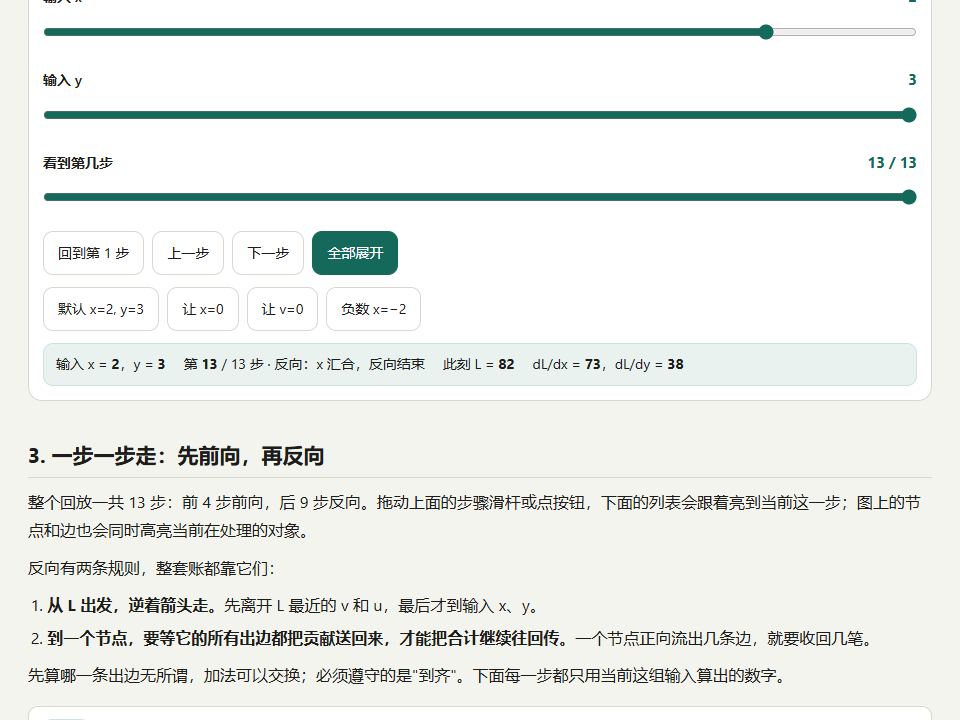 输入 y 3
看到第几步 13 / 13
回到第 1 步 上一步 下一步 全部展开
默认 x=2, y=3 让 x=0 让 v=0 负数 x=−2
输入 x = 2，y = 3 第 13 / 13 步 · 反向：x 汇合，反向结束 此刻 L = 82 dL/dx = 73，dL/dy = 38
3. 一步一步走：先前向，再反向
整个回放一共 13 步：前 4 步前向，后 9 步反向。拖动上面的步骤滑杆或点按钮，下面的列表会跟着亮到当前这一步；图上的节
点和边也会同时高亮当前在处理的对象。
反向有两条规则，整套账都靠它们：
1. 从 L 出发，逆着箭头走。先离开 L 最近的 v 和 u，最后才到输入 x、y。
2. 到一个节点，要等它的所有出边都把贡献送回来，才能把合计继续往回传。一个节点正向流出几条边，就要收回几笔。
先算哪一条出边无所谓，加法可以交换；必须遵守的是"到齐"。下面每一步都只用当前这组输入算出的数字。